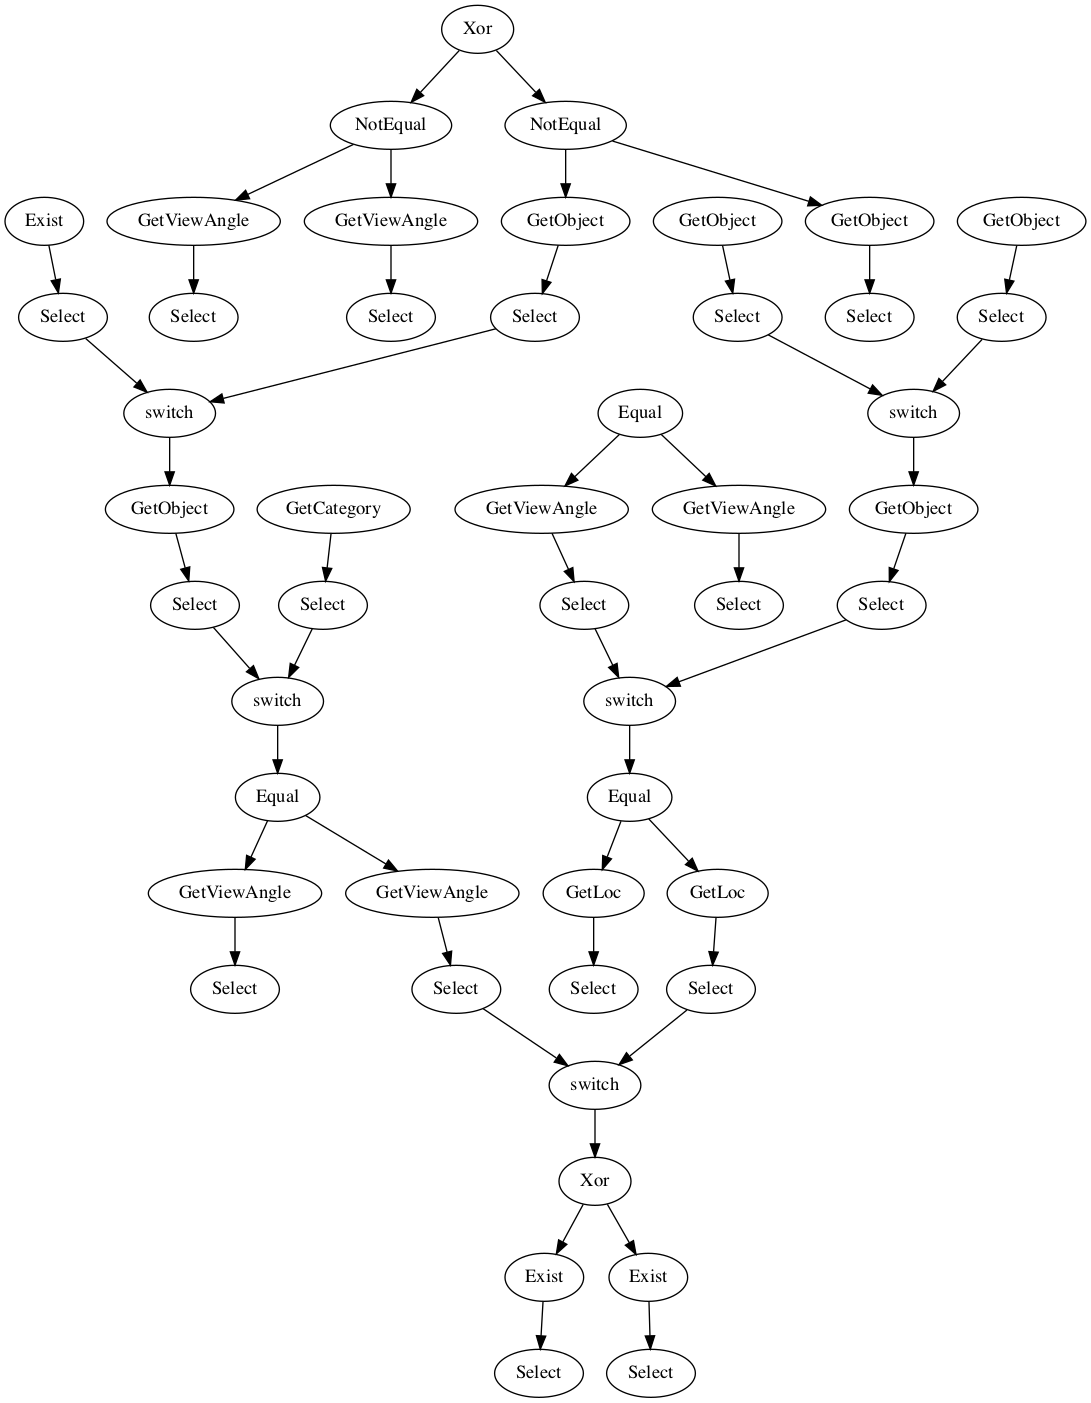 Xor
NotEqual NotEqual
Exist GetViewAngle GetViewAngle GetObject GetObject GetObject GetObject
Select Select Select Select Select Select Select
switch Equal switch
GetObject GetCategory GetViewAngle GetViewAngle GetObject
Select Select Select Select Select
switch switch
Equal Equal
GetViewAngle GetViewAngle GetLoc GetLoc
Select Select Select Select
switch
Xor
Exist Exist
Select Select